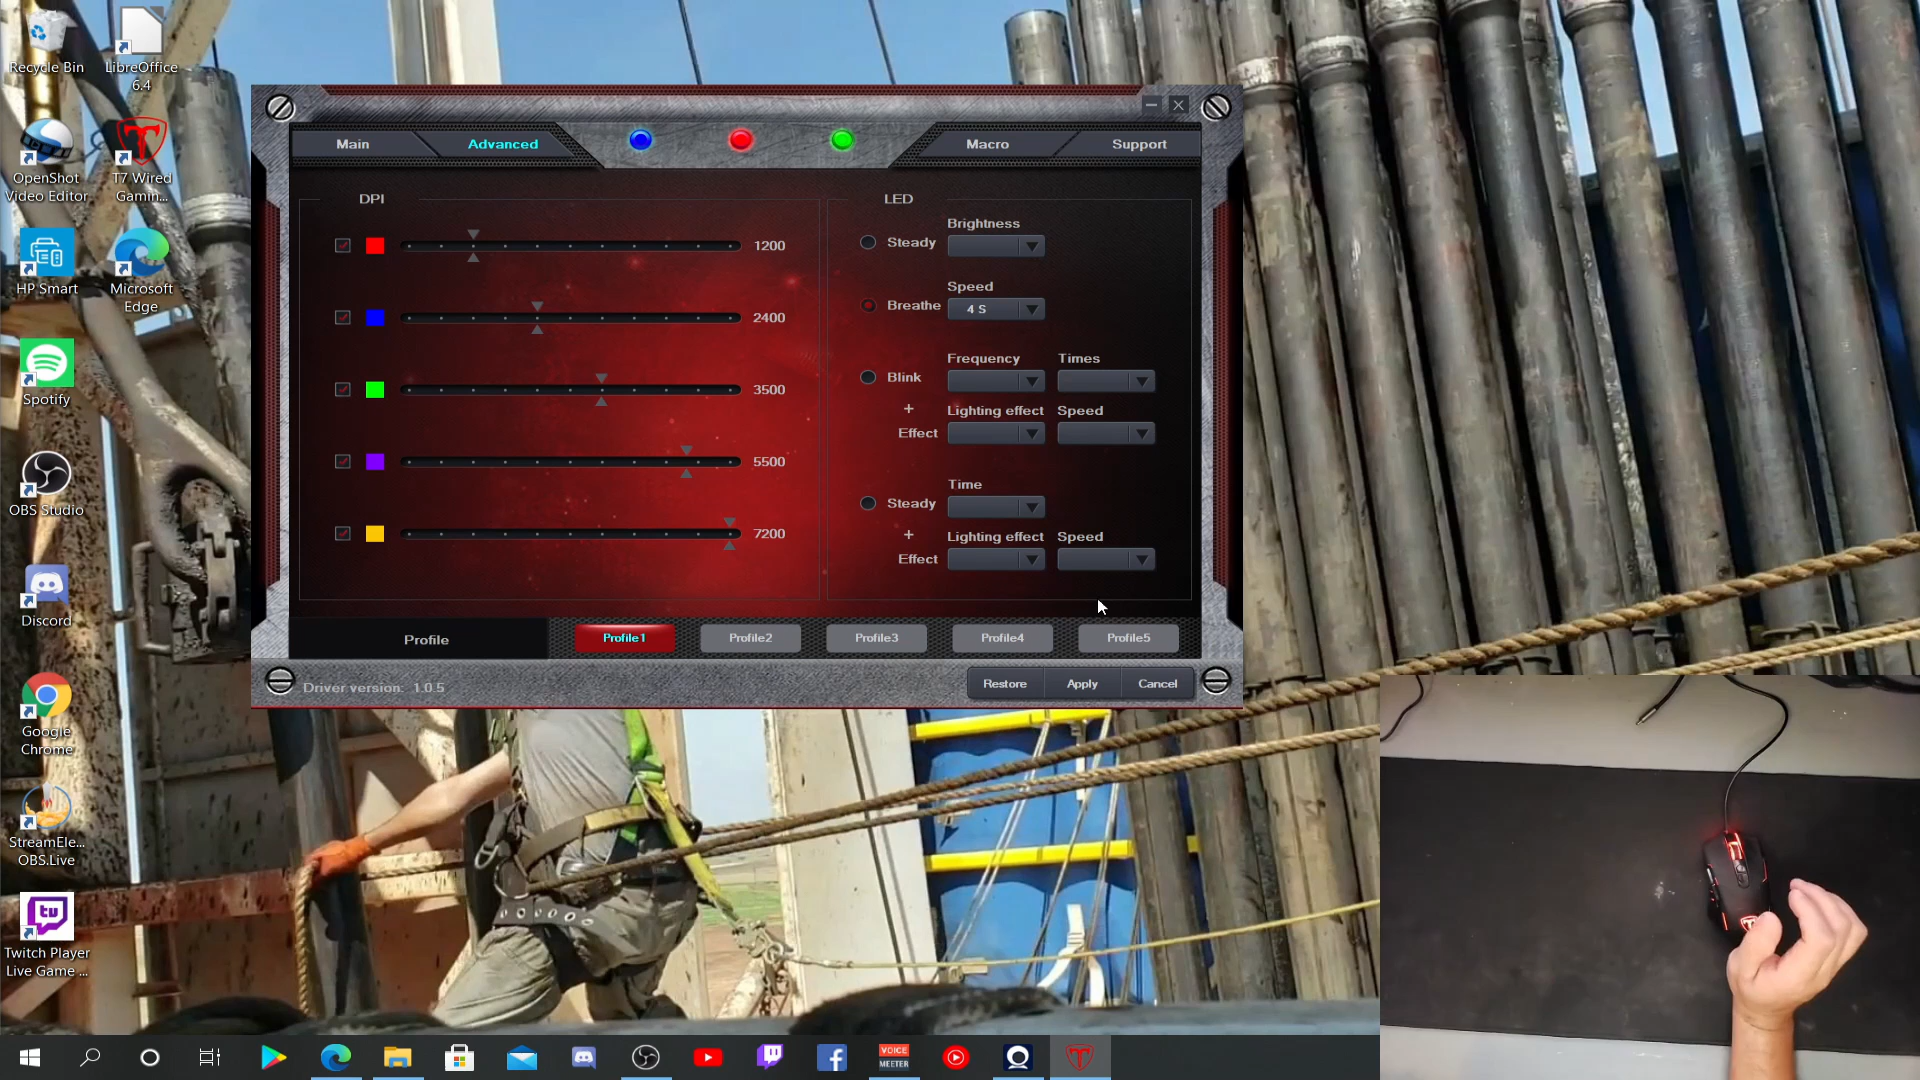 Recycle Bin
LibreOffice
6.4
OpenShot
Video Editor
T7 Wired
Gamin...
HP Smart
Microsoft
Edge
Spotify
OBS Studio
Discord
Google
Chrome
StreamEle...
OBS.Live
Twitch Player
Live Game ...
Main
Advanced
Macro
Support
DPI
1200
2400
3500
5500
7200
LED
Brightness
Steady
Speed
Breathe
4 S
Frequency
Times
Blink
+
Lighting effect
Speed
Effect
Time
Steady
+
Lighting effect
Speed
Effect
Profile
Profile1
Profile2
Profile3
Profile4
Profile5
Driver version: 1.0.5
Restore
Apply
Cancel
VOICE
MEETER